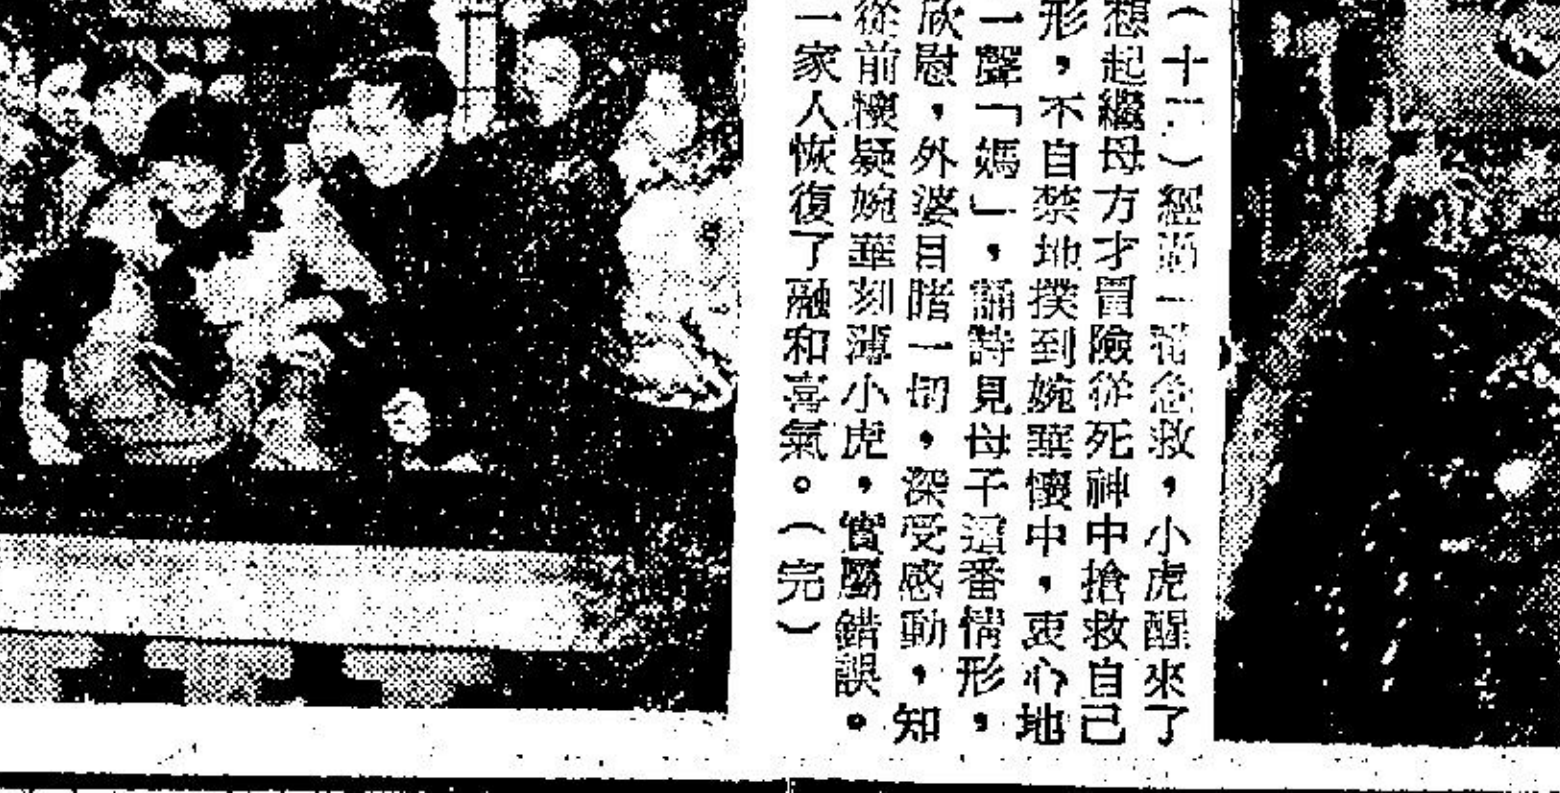 （十二）經過一番急救，小虎醒來了
想起繼母方才冒險從死神中搶救自己
形，不自禁地撲到婉華懷中，衷心地
一聲「媽」，誦詩見母子這番情形，
欣慰，外婆目睹一切，深受感動，知
從前懷疑婉華刻薄小虎，實屬錯誤。
一家人恢復了融和喜氣。（完）